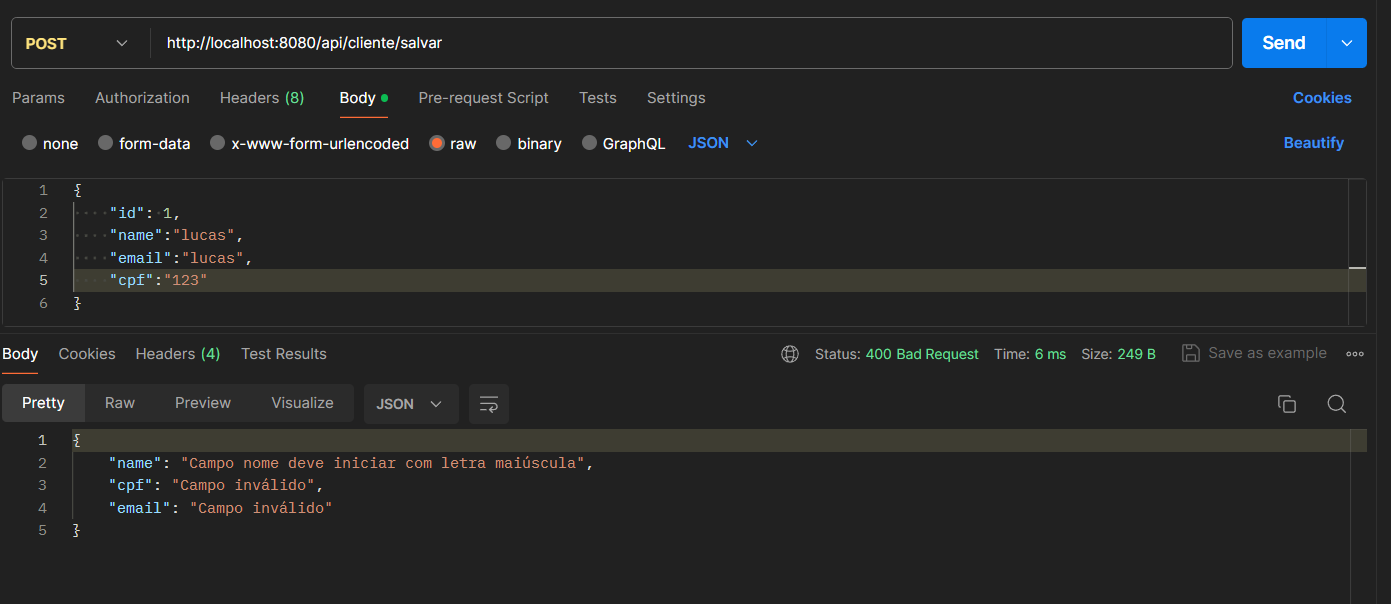 POST http://localhost:8080/api/cliente/salvar Send
Params Authorization Headers (8) Body Pre-request Script Tests Settings Cookies
none form-data x-www-form-urlencoded raw binary GraphQL JSON Beautify
1 {
2 "id": 1,
3 "name":"lucas",
4 "email":"lucas",
5 "cpf":"123"
6 }
Body Cookies Headers (4) Test Results Status: 400 Bad Request Time: 6 ms Size: 249 B Save as example
Pretty Raw Preview Visualize JSON
1 {
2 "name": "Campo nome deve iniciar com letra maiúscula",
3 "cpf": "Campo inválido",
4 "email": "Campo inválido"
5 }